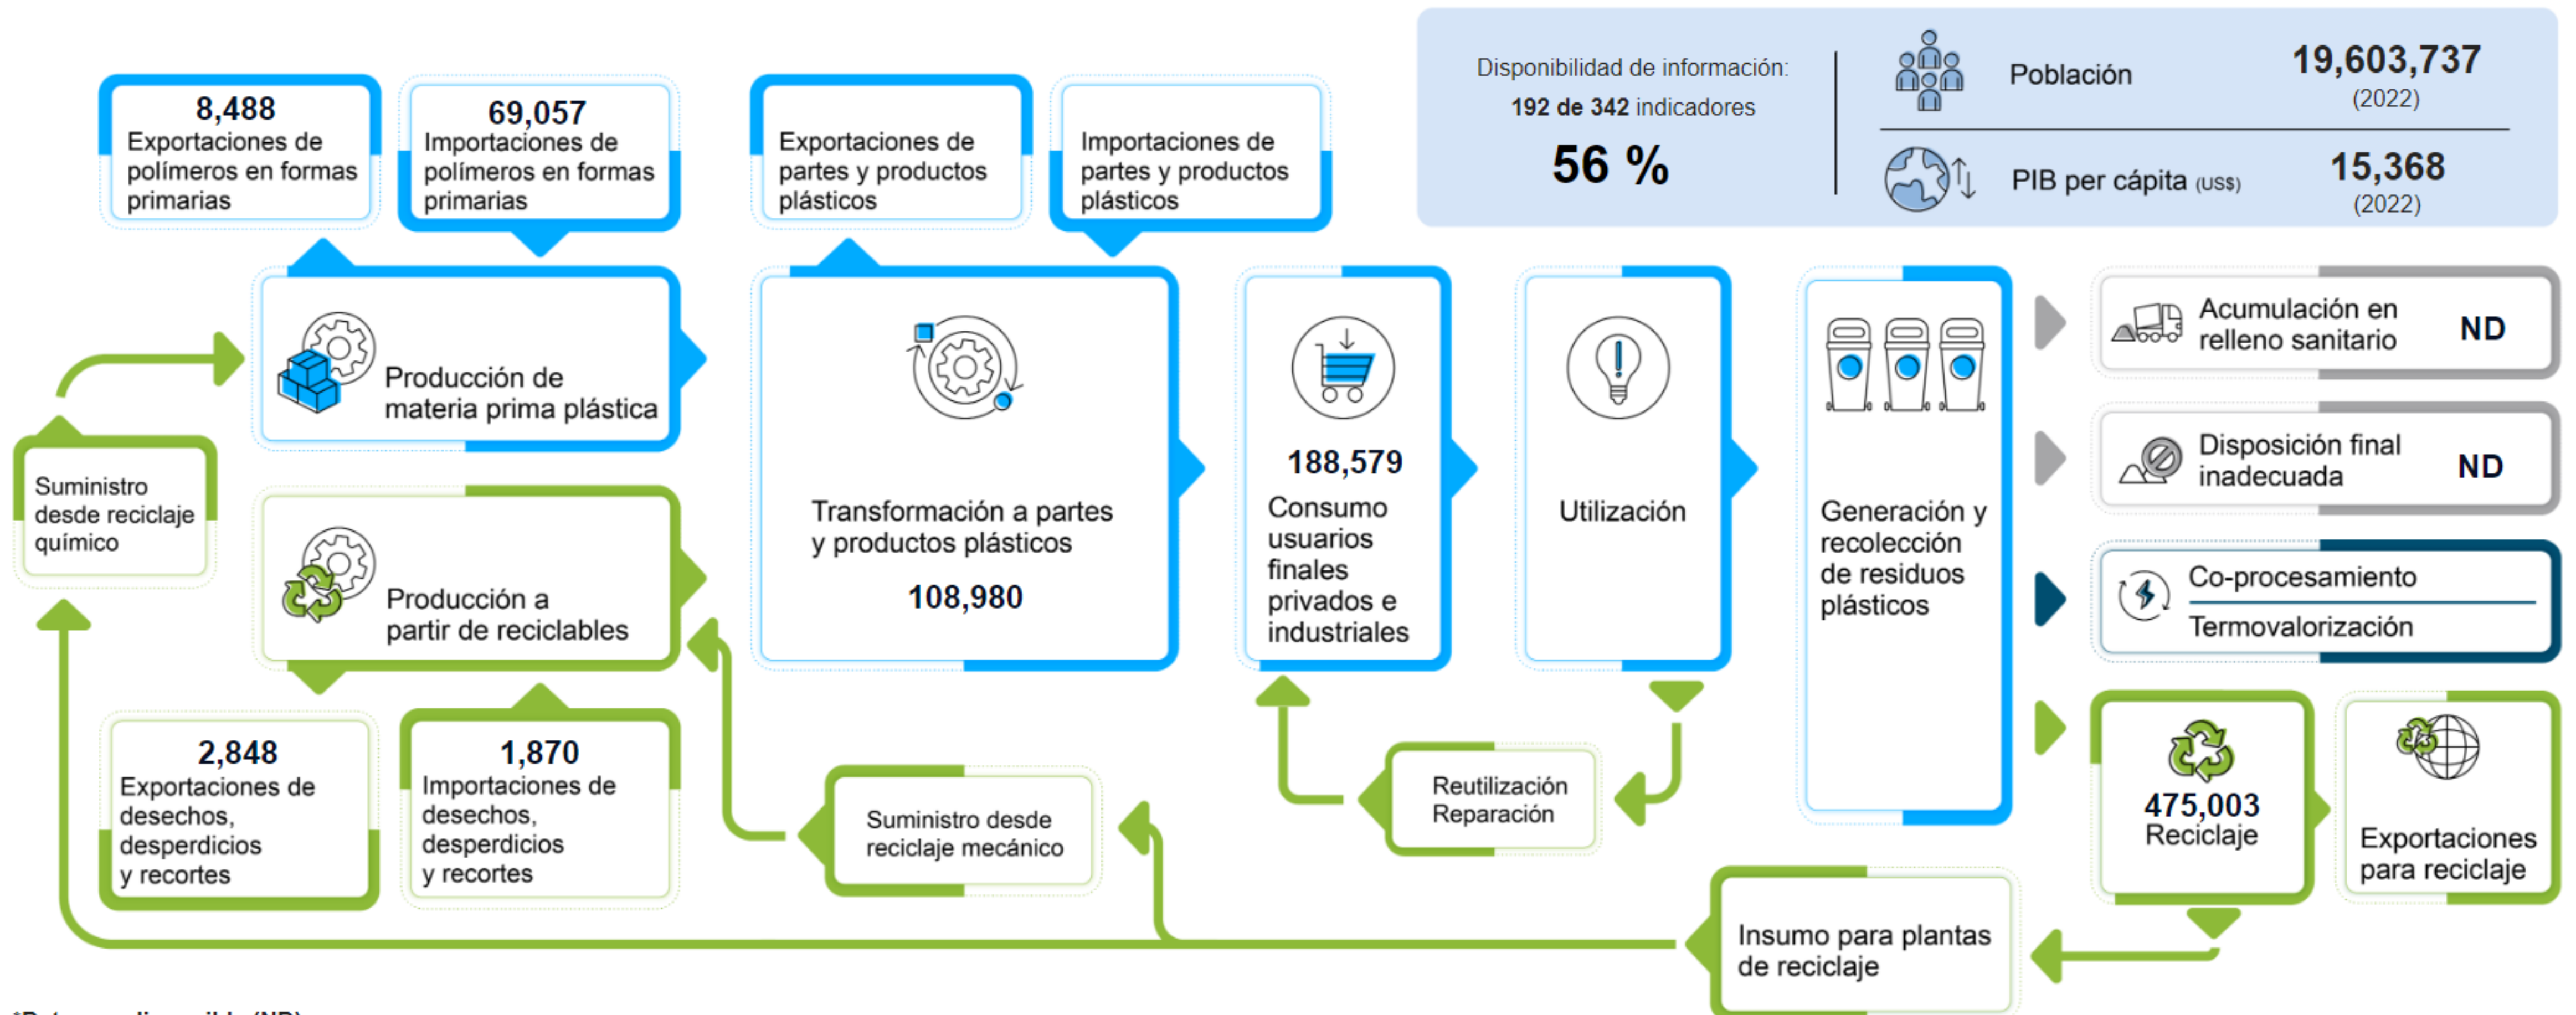 Disponibilidad de información:
192 de 342 indicadores
56 %
Población
19,603,737
(2022)
PIB per cápita (US$)
15,368
(2022)
8,488
Exportaciones de
polímeros en formas
primarias
69,057
Importaciones de
polímeros en formas
primarias
Exportaciones de
partes y productos
plásticos
Importaciones de
partes y productos
plásticos
Suministro
desde reciclaje
químico
Producción de
materia prima plástica
Producción a
partir de reciclables
2,848
Exportaciones de
desechos,
desperdicios
y recortes
1,870
Importaciones de
desechos,
desperdicios
y recortes
Transformación a partes
y productos plásticos
108,980
188,579
Consumo
usuarios
finales
privados e
industriales
Utilización
Generación y
recolección
de residuos
plásticos
Acumulación en
relleno sanitario
ND
Disposición final
inadecuada
ND
Co-procesamiento
Termovalorización
475,003
Reciclaje
Exportaciones
para reciclaje
Reutilización
Reparación
Suministro desde
reciclaje mecánico
Insumo para plantas
de reciclaje